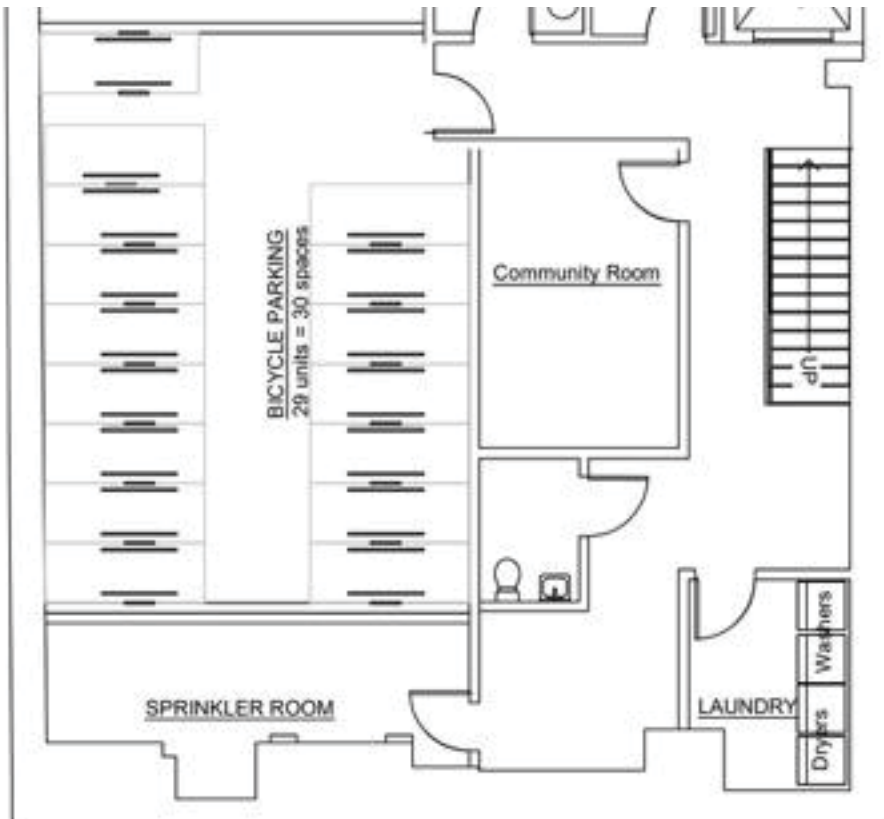 BICYCLE PARKING
29 units = 30 spaces
Community Room
UP
SPRINKLER ROOM
LAUNDRY
Washers
Dryers